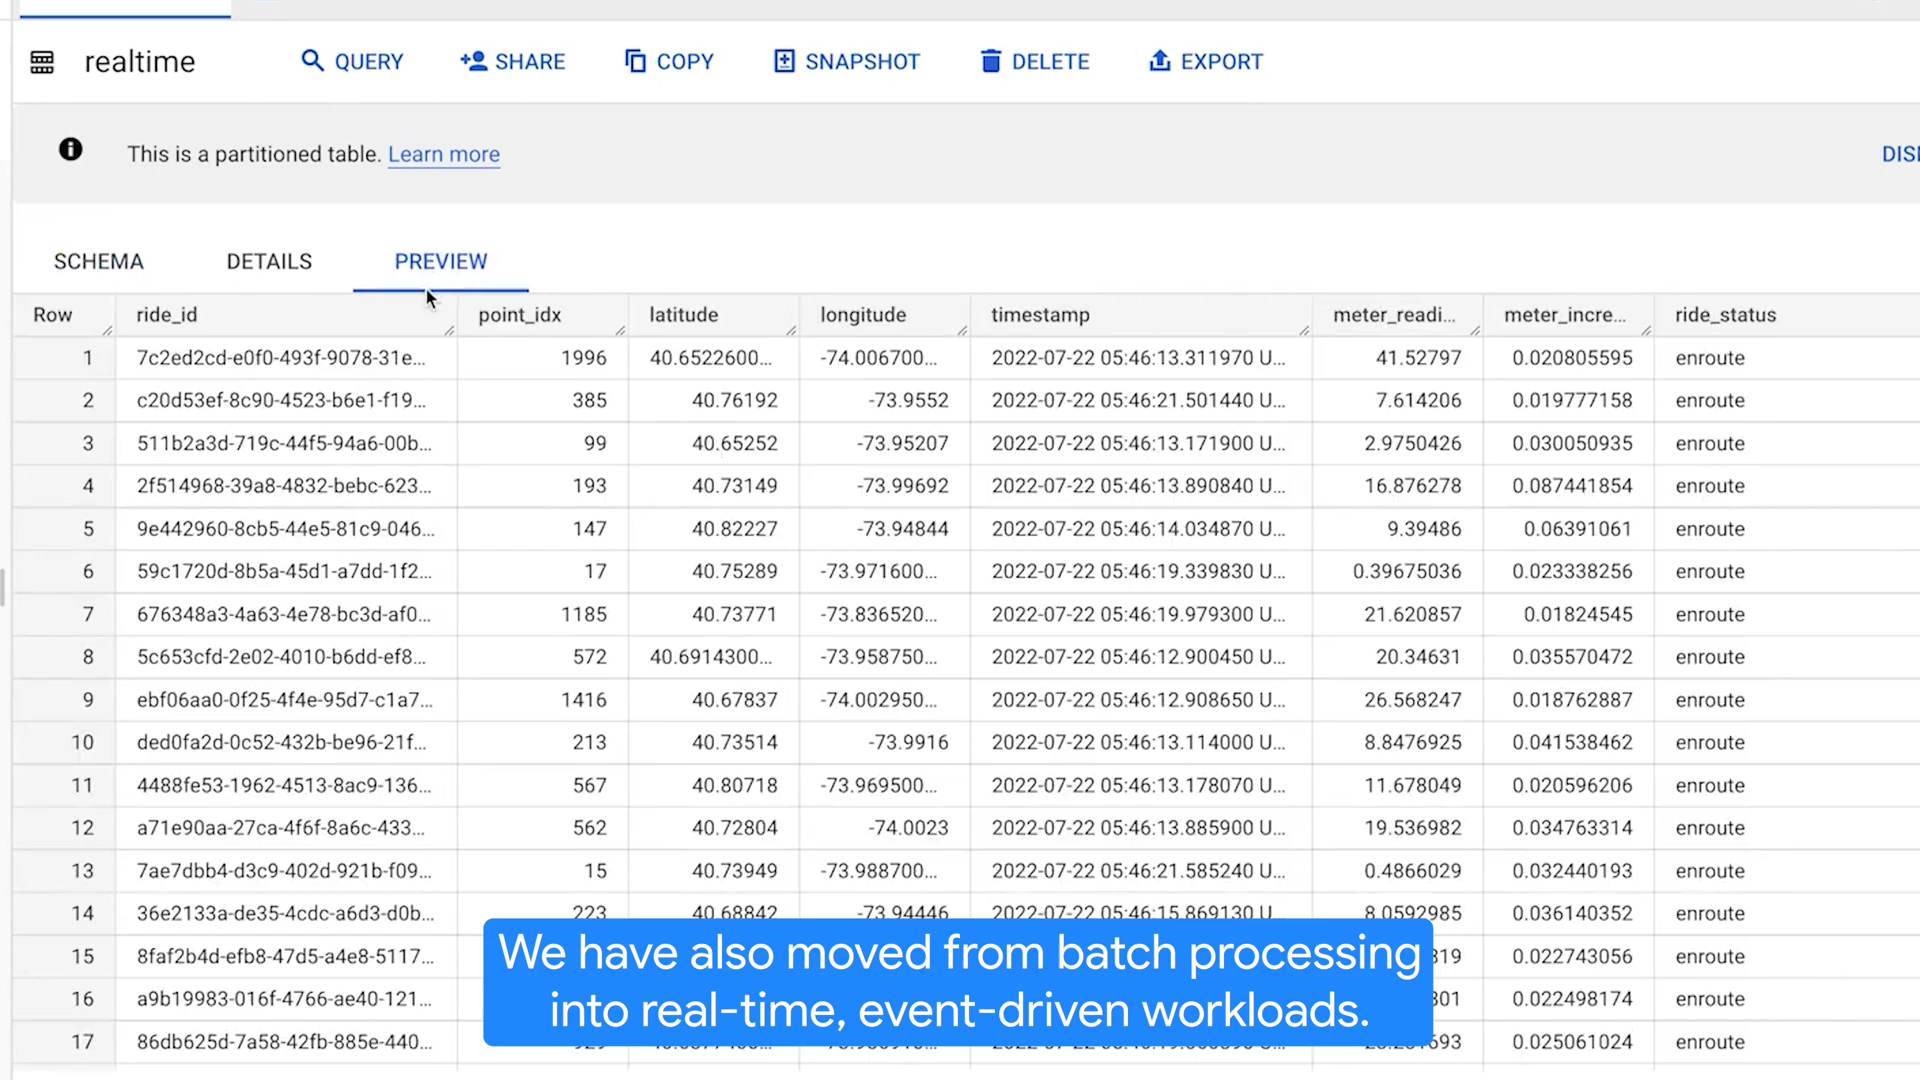 realtime QUERY SHARE COPY SNAPSHOT DELETE EXPORT
This is a partitioned table. Learn more
SCHEMA DETAILS PREVIEW
Row ride_id point_idx latitude longitude timestamp meter_readi... meter_incre... ride_status
1 7c2ed2cd-e0f0-493f-9078-31e... 1996 40.6522600... -74.006700... 2022-07-22 05:46:13.311970 U... 41.52797 0.020805595 enroute
2 c20d53ef-8c90-4523-b6e1-f19... 385 40.76192 -73.9552 2022-07-22 05:46:21.501440 U... 7.614206 0.019777158 enroute
3 511b2a3d-719c-44f5-94a6-00b... 99 40.65252 -73.95207 2022-07-22 05:46:13.171900 U... 2.9750426 0.030050935 enroute
4 2f514968-39a8-4832-bebc-623... 193 40.73149 -73.99692 2022-07-22 05:46:13.890840 U... 16.876278 0.087441854 enroute
5 9e442960-8cb5-44e5-81c9-046... 147 40.82227 -73.94844 2022-07-22 05:46:14.034870 U... 9.39486 0.06391061 enroute
6 59c1720d-8b5a-45d1-a7dd-1f2... 17 40.75289 -73.971600... 2022-07-22 05:46:19.339830 U... 0.39675036 0.023338256 enroute
7 676348a3-4a63-4e78-bc3d-af0... 1185 40.73771 -73.836520... 2022-07-22 05:46:19.979300 U... 21.620857 0.01824545 enroute
8 5c653cfd-2e02-4010-b6dd-ef8... 572 40.6914300... -73.958750... 2022-07-22 05:46:12.900450 U... 20.34631 0.035570472 enroute
9 ebf06aa0-0f25-4f4e-95d7-c1a7... 1416 40.67837 -74.002950... 2022-07-22 05:46:12.908650 U... 26.568247 0.018762887 enroute
10 ded0fa2d-0c52-432b-be96-21f... 213 40.73514 -73.9916 2022-07-22 05:46:13.114000 U... 8.8476925 0.041538462 enroute
11 4488fe53-1962-4513-8ac9-136... 567 40.80718 -73.969500... 2022-07-22 05:46:13.178070 U... 11.678049 0.020596206 enroute
12 a71e90aa-27ca-4f6f-8a6c-433... 562 40.72804 -74.0023 2022-07-22 05:46:13.885900 U... 19.536982 0.034763314 enroute
13 7ae7dbb4-d3c9-402d-921b-f09... 15 40.73949 -73.988700... 2022-07-22 05:46:21.585240 U... 0.4866029 0.032440193 enroute
14 36e2133a-de35-4cdc-a6d3-d0b... 223 40.68842 -73.94446 2022-07-22 05:46:15.869130 U... 8.0592985 0.036140352 enroute
15 8faf2b4d-efb8-47d5-a4e8-5117... 0.022743056 enroute
16 a9b19983-016f-4766-ae40-121... 0.022498174 enroute
17 86db625d-7a58-42fb-885e-440... 0.025061024 enroute
We have also moved from batch processing
into real-time, event-driven workloads.